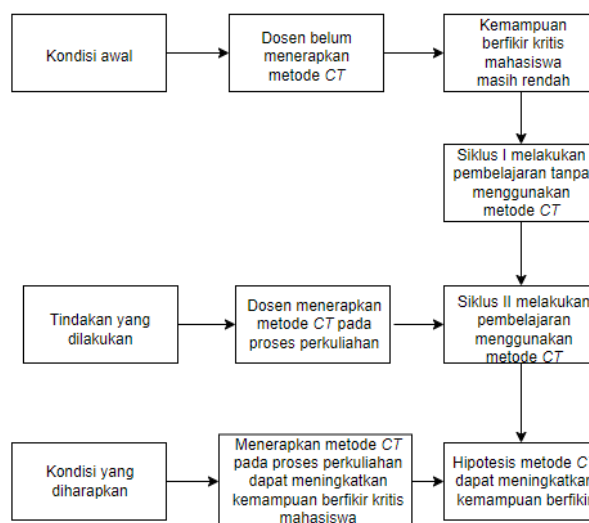 Kondisi awal
Dosen belum
menerapkan
metode CT
Kemampuan
berfikir kritis
mahasiswa
masih rendah
Siklus I melakukan
pembelajaran tanpa
menggunakan
metode CT
Tindakan yang
dilakukan
Dosen menerapkan
metode CT pada
proses perkuliahan
Siklus II melakukan
pembelajaran
menggunakan
metode CT
Kondisi yang
diharapkan
Menerapkan metode CT
pada proses perkuliahan
dapat meningkatkan
kemampuan berfikir kritis
mahasiswa
Hipotesis metode CT
dapat meningkatkan
kemampuan berfikir